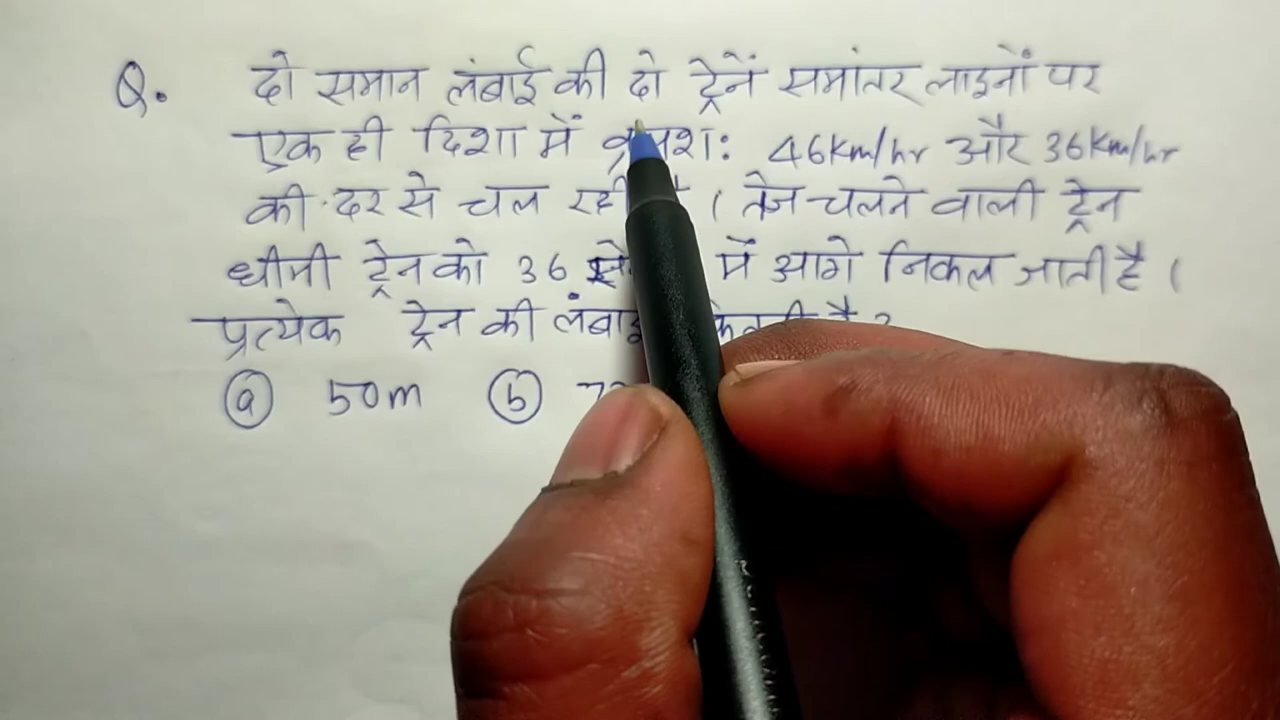 Q. दो समान लंबाई की दो ट्रेनें समांतर लाइनों पर
एक ही दिशा में क्रमश: 46km/hr और 36km/hr
की दर से चल रही । तेज चलने वाली ट्रेन
धीमी ट्रेन को 36 में आगे निकल जाती है ।
प्रत्येक ट्रेन की है ?
(a) 50m (b)